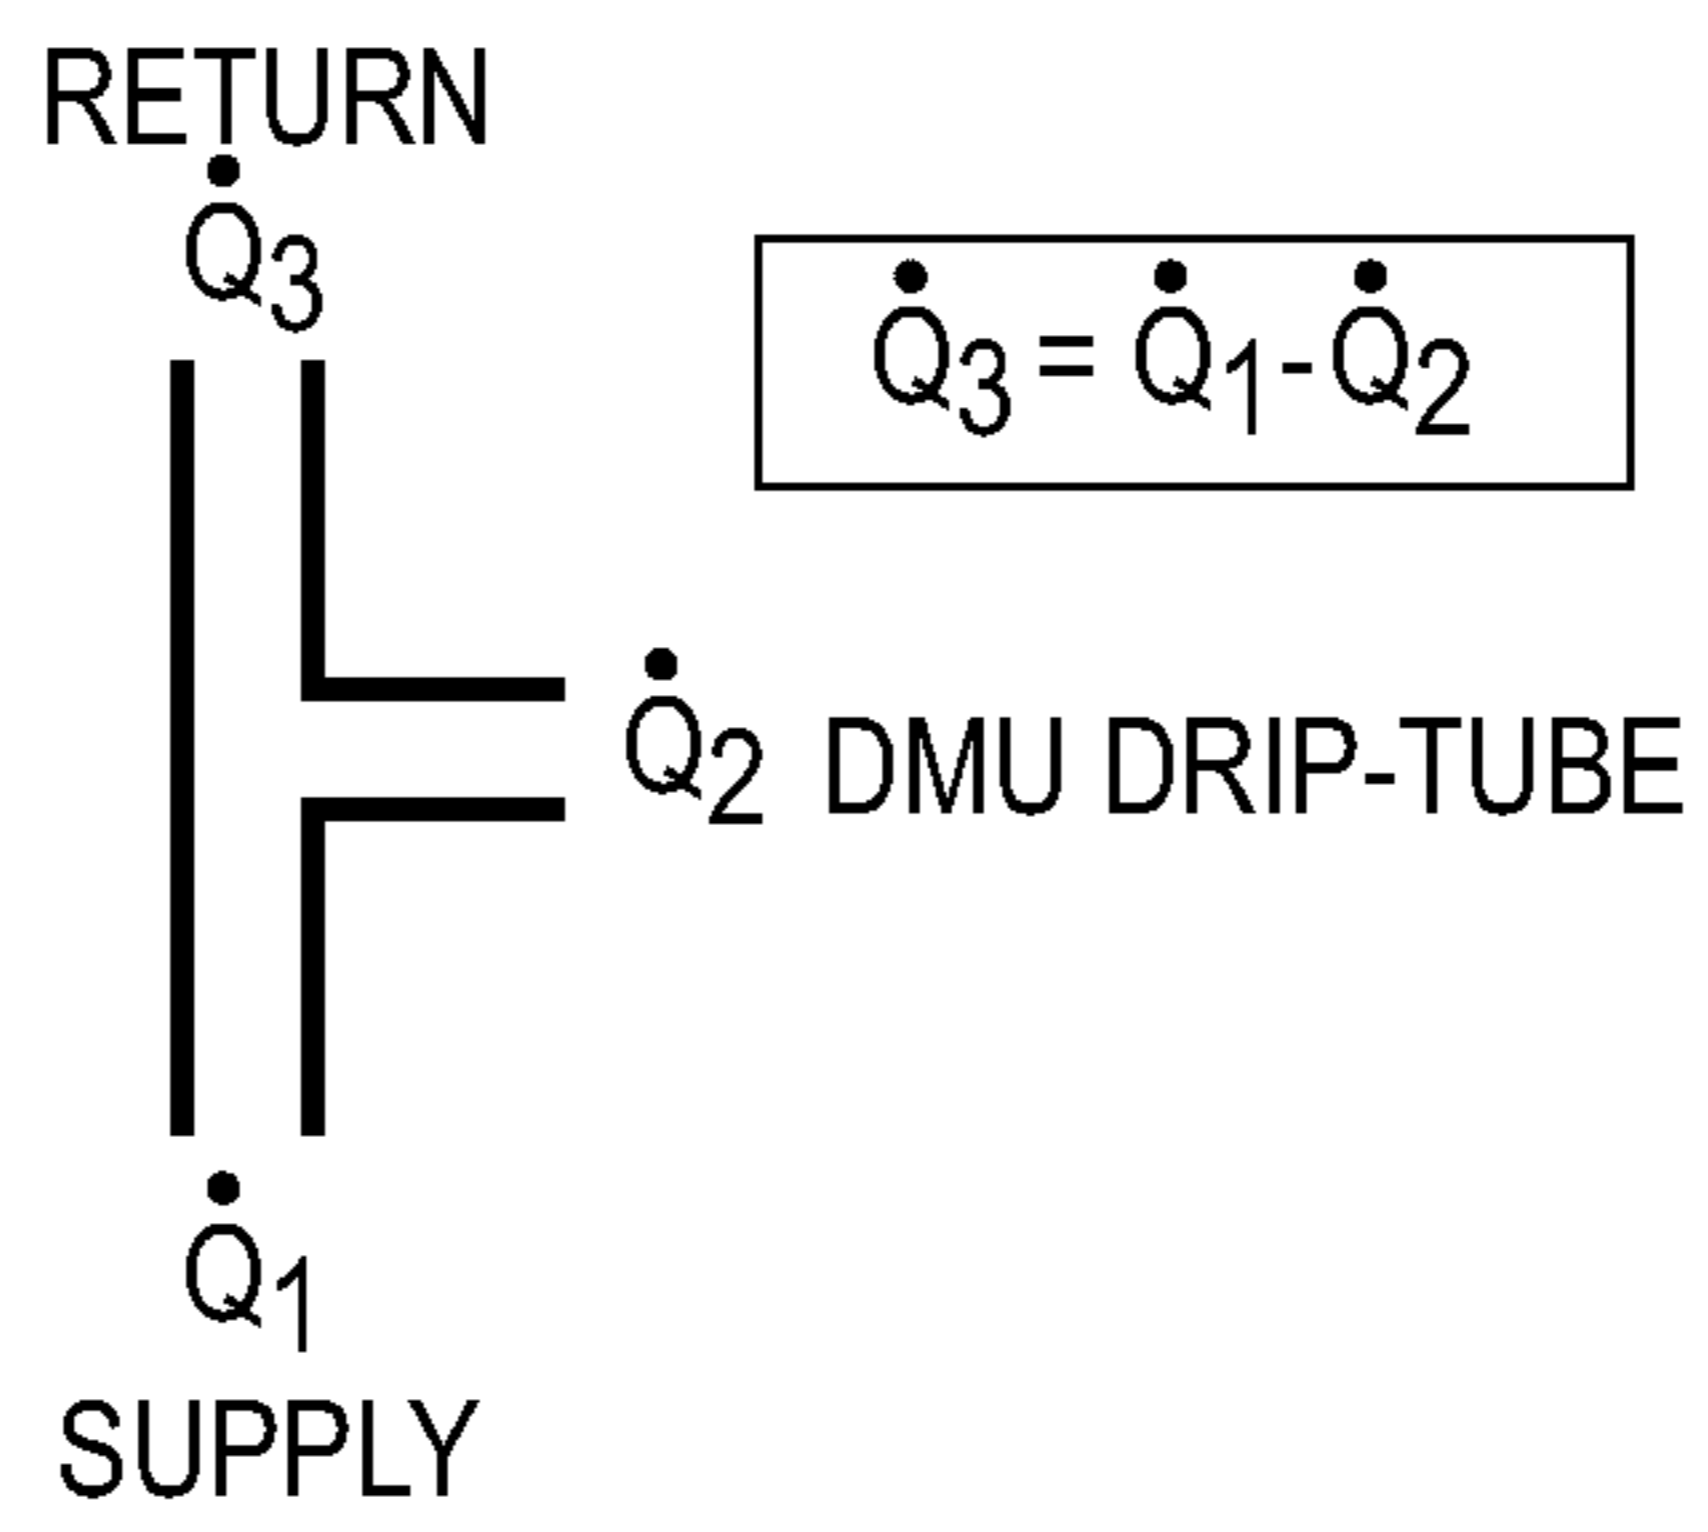 RETURN
Q̇3
Q̇3 = Q̇1 - Q̇2
Q̇2 DMU DRIP-TUBE
Q̇1
SUPPLY